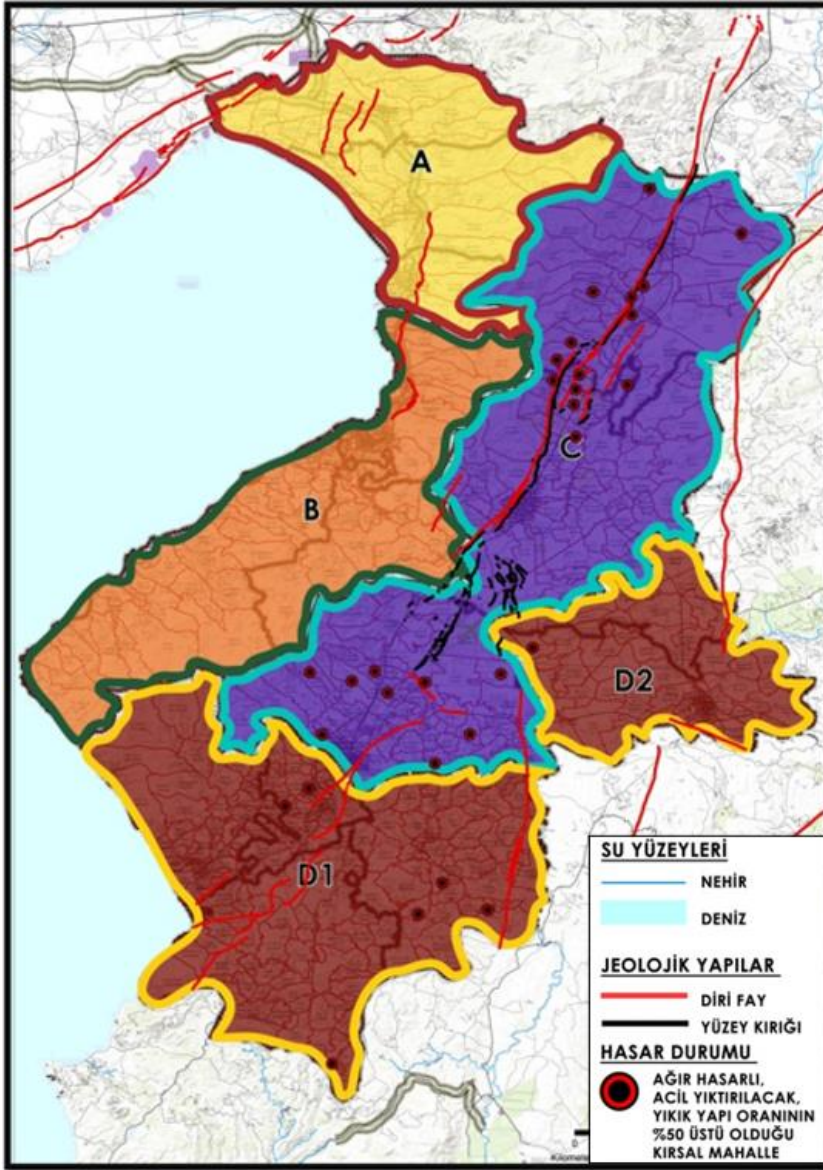 A
B
C
D2
D1
SU YÜZEYLERİ
NEHİR
DENİZ
JEOLOJİK YAPILAR
DİRİ FAY
YÜZEY KIRIĞI
HASAR DURUMU
AĞIR HASARLI,
ACİL YIKTIRILACAK,
YIKIK YAPI ORANININ
%50 ÜSTÜ OLDUĞU
KIRSAL MAHALLE
0